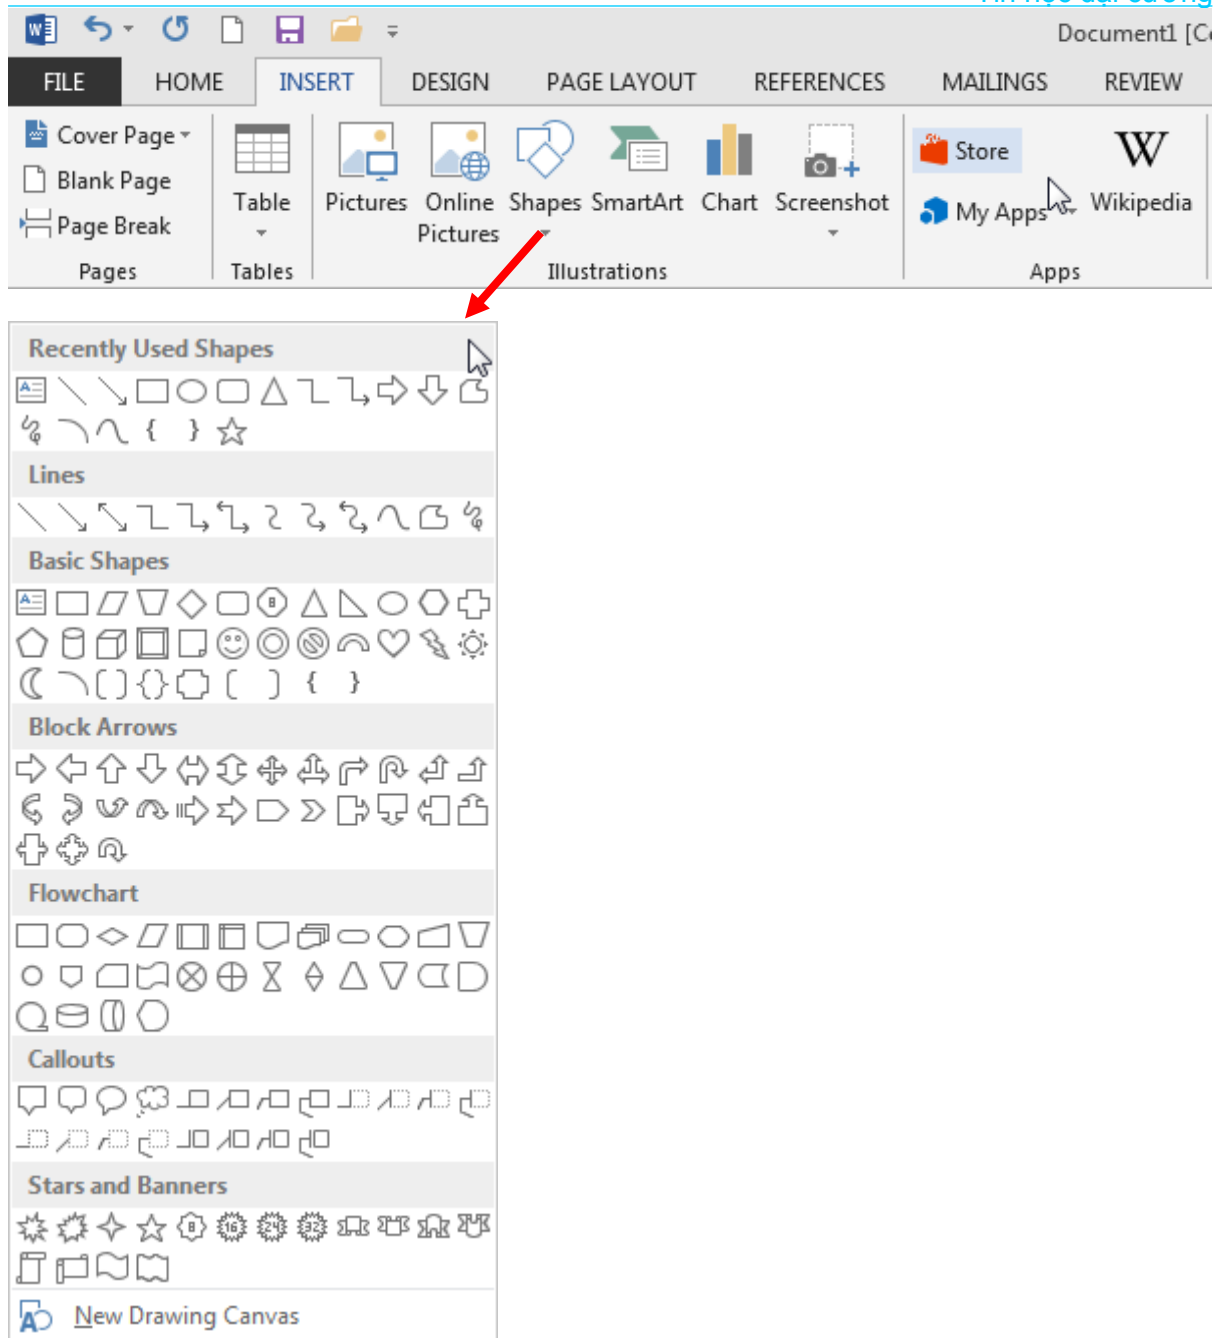 Document1 [Co
FILE HOME INSERT DESIGN PAGE LAYOUT REFERENCES MAILINGS REVIEW
Cover Page
Blank Page
Page Break
Pages
Table
Tables
Pictures
Online Pictures
Shapes
SmartArt
Chart
Screenshot
Illustrations
Store
My Apps
Wikipedia
Apps
Recently Used Shapes
Lines
Basic Shapes
Block Arrows
Flowchart
Callouts
Stars and Banners
New Drawing Canvas